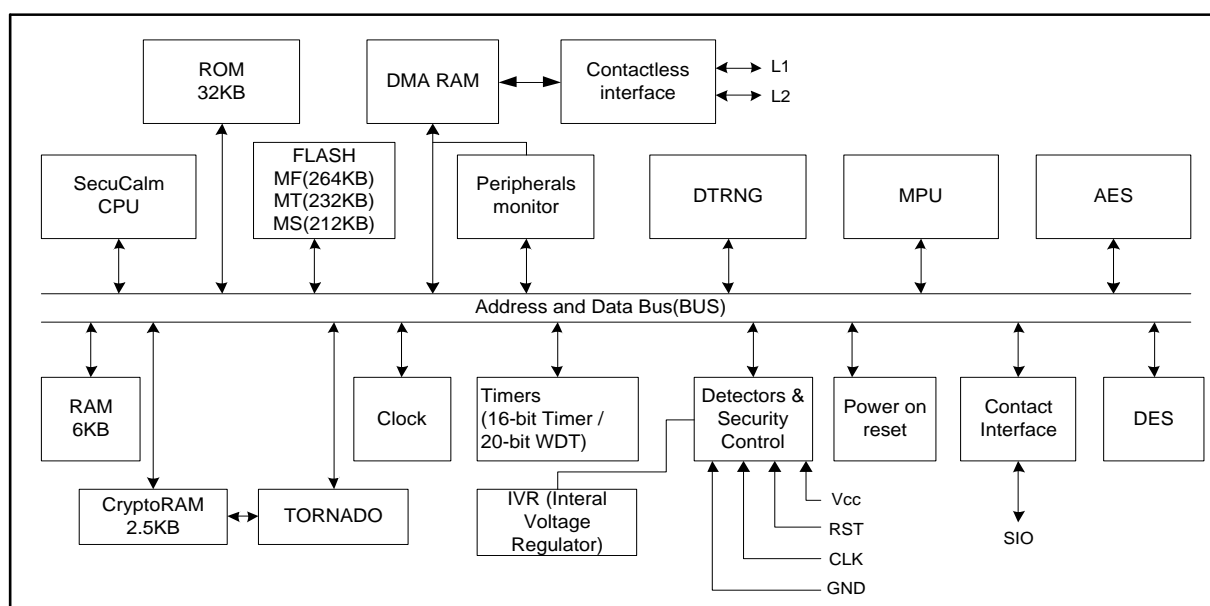 ROM
32KB
DMA RAM
Contactless
interface
L1
L2
SecuCalm
CPU
FLASH
MF(264KB)
MT(232KB)
MS(212KB)
Peripherals
monitor
DTRNG
MPU
AES
Address and Data Bus(BUS)
RAM
6KB
Clock
Timers
(16-bit Timer /
20-bit WDT)
Detectors &
Security
Control
Power on
reset
Contact
Interface
DES
CryptoRAM
2.5KB
TORNADO
IVR (Interal
Voltage
Regulator)
Vcc
RST
CLK
GND
SIO